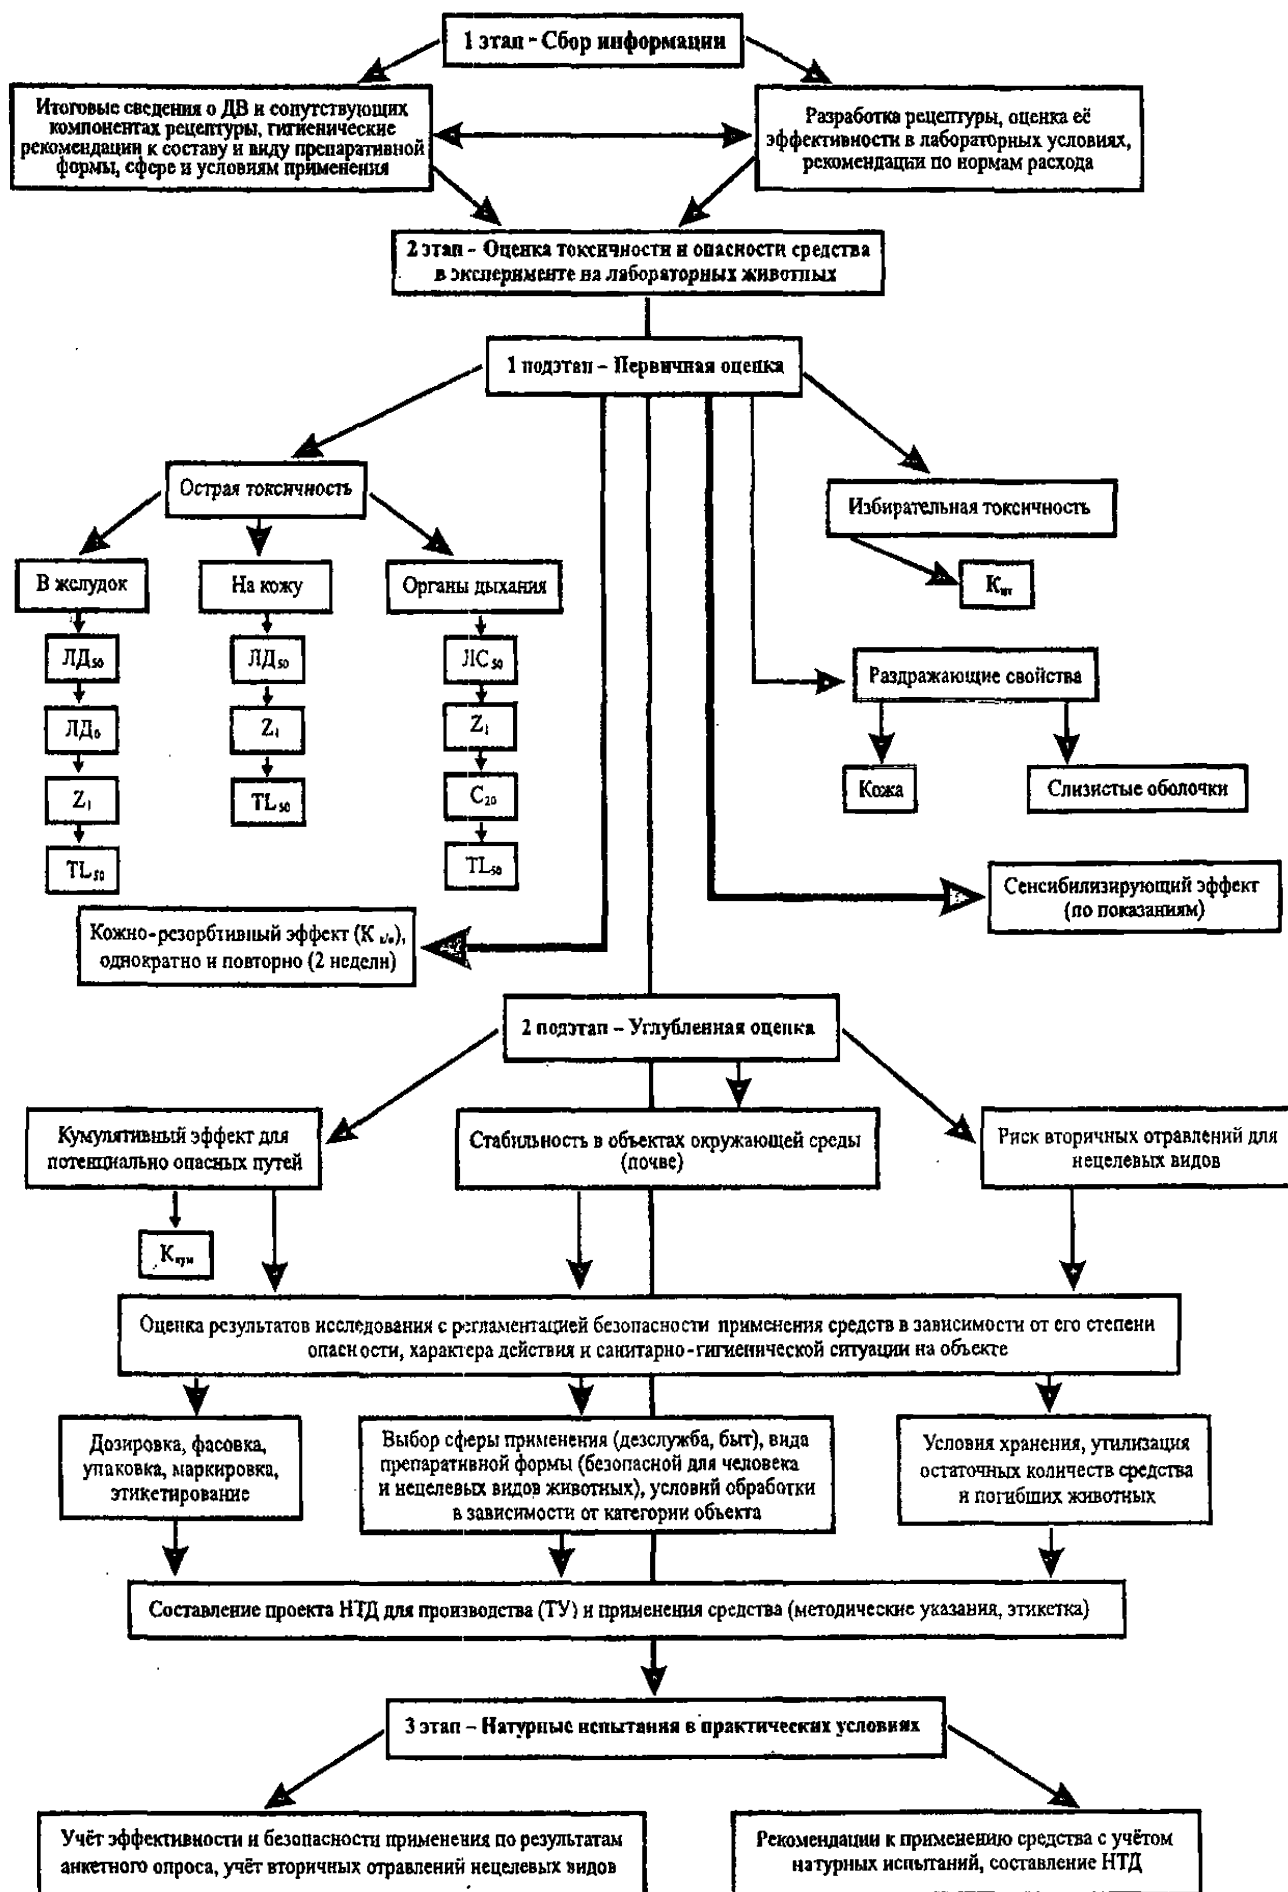 1 этап - Сбор информации
Итоговые сведения о ДВ и сопутствующих
компонентах рецептуры, гигиенические
рекомендации к составу и виду препаративной
формы, сфере и условиям применения
Разработка рецептуры, оценка её
эффективности в лабораторных условиях,
рекомендации по нормам расхода
2 этап – Оценка токсичности и опасности средства
в эксперименте на лабораторных животных
1 подэтап – Первичная оценка
Острая токсичность
Избирательная токсичность
В желудок
На кожу
Органы дыхания
К
ЛД₅₀
ЛД₅₀
ЛС₅₀
Раздражающие свойства
ЛД₀
Z₁
Z₁
Кожа
Слизистые оболочки
Z₁
TL₅₀
C₂₀
TL₅₀
TL₅₀
Сенсибилизирующий эффект
(по показаниям)
Кожно-резорбтивный эффект (К),
однократно и повторно (2 недели)
2 подэтап – Углубленная оценка
Кумулятивный эффект для
потенциально опасных путей
Стабильность в объектах окружающей среды
(почве)
Риск вторичных отравлений для
нецелевых видов
Ккум
Оценка результатов исследования с регламентацией безопасности применения средств в зависимости от его степени
опасности, характера действия и санитарно-гигиенической ситуации на объекте
Дозировка, фасовка,
упаковка, маркировка,
этикетирование
Выбор сферы применения (дезслужба, быт), вида
препаративной формы (безопасной для человека
и нецелевых видов животных), условий обработки
в зависимости от категории объекта
Условия хранения, утилизация
остаточных количеств средства
и погибших животных
Составление проекта НТД для производства (ТУ) и применения средства (методические указания, этикетка)
3 этап – Натурные испытания в практических условиях
Учёт эффективности и безопасности применения по результатам
анкетного опроса, учёт вторичных отравлений нецелевых видов
Рекомендации к применению средства с учётом
натурных испытаний, составление НТД